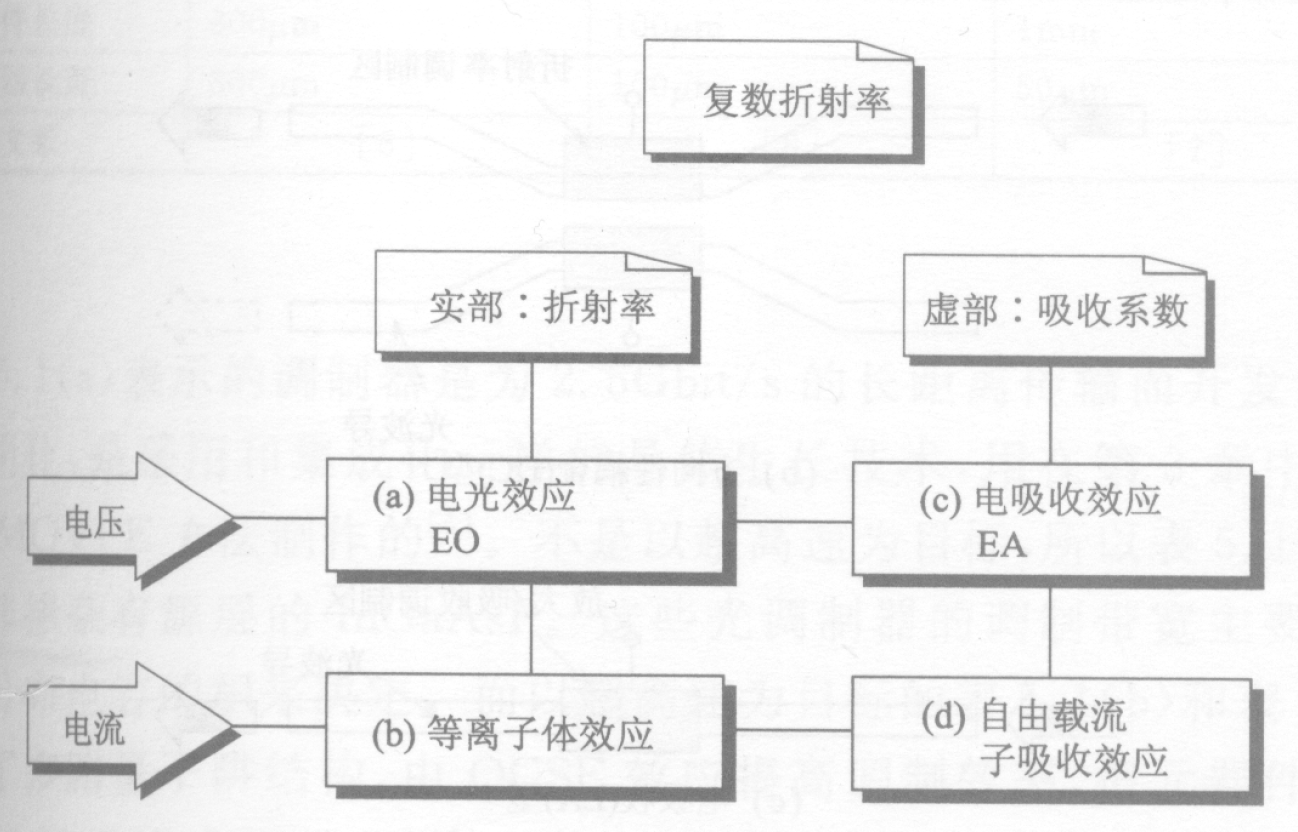 复数折射率
实部：折射率
虚部：吸收系数
电压
(a) 电光效应
EO
(c) 电吸收效应
EA
电流
(b) 等离子体效应
(d) 自由载流
子吸收效应